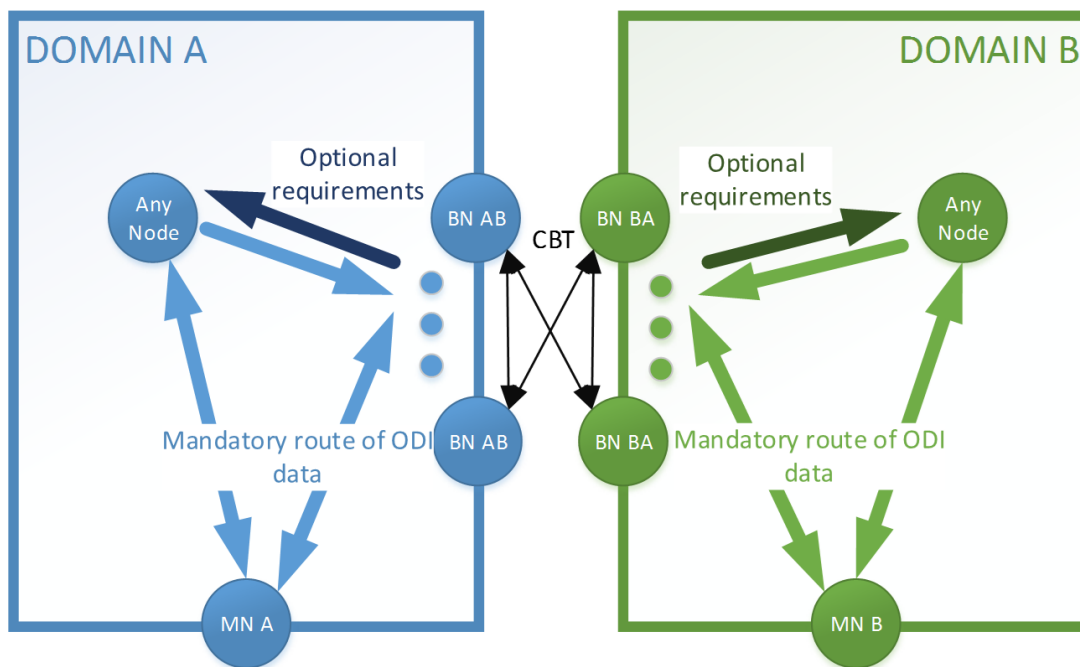 DOMAIN A
DOMAIN B
Optional
requirements
Optional
requirements
Any
Node
BN AB
CBT
BN BA
Any
Node
BN AB
BN BA
Mandatory route of ODI
data
Mandatory route of ODI
data
MN A
MN B